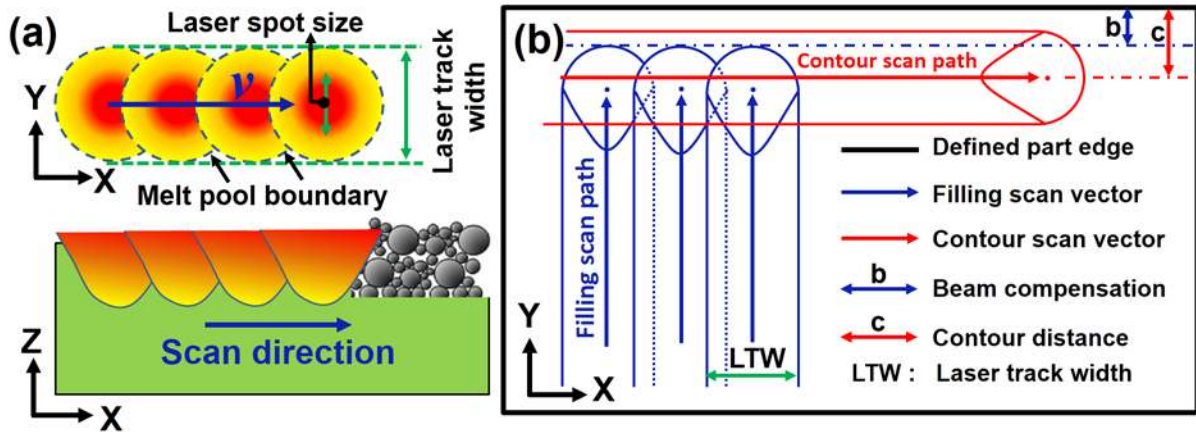 (a)
Laser spot size
v
Y
X
Laser track
width
Melt pool boundary
Scan direction
Z
X
(b)
b
c
Contour scan path
Filling scan path
Defined part edge
Filling scan vector
Contour scan vector
b
Beam compensation
c
Contour distance
LTW : Laser track width
Y
X
LTW